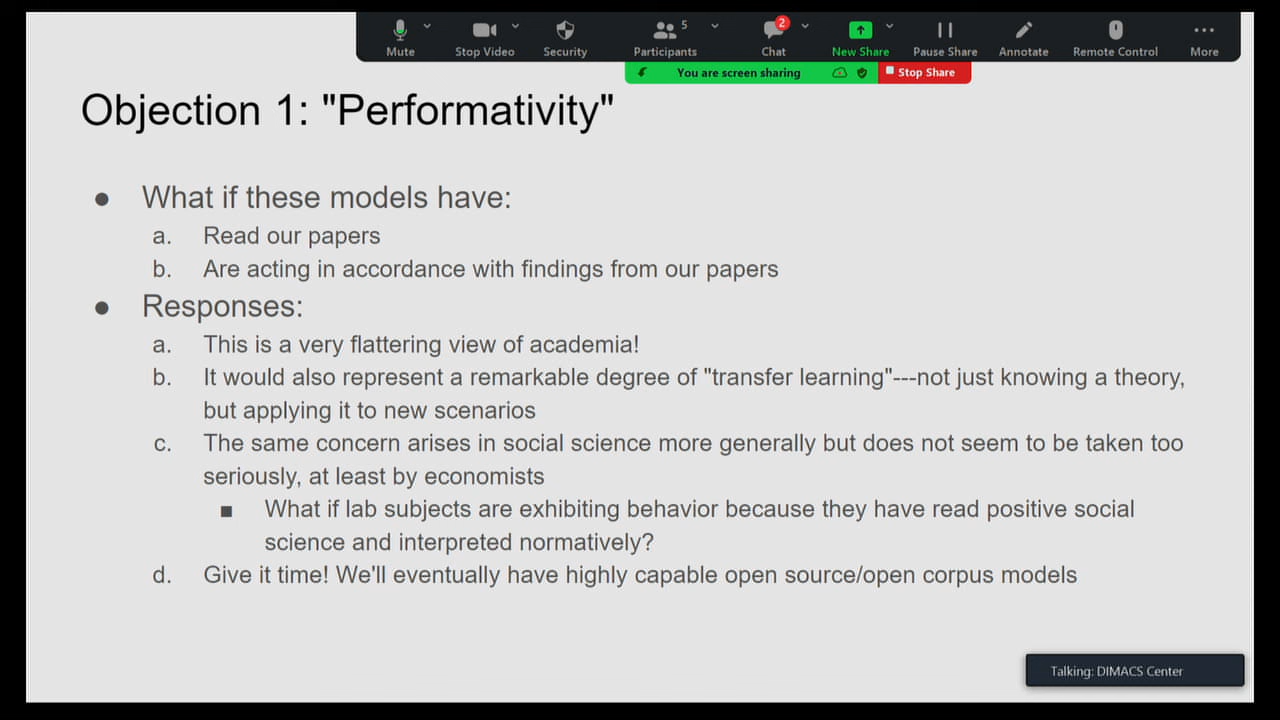 5
2
Mute
Stop Video
Security
Participants
Chat
New Share
Pause Share
Annotate
Remote Control
More
You are screen sharing
Stop Share
Objection 1: "Performativity"
● What if these models have:
a. Read our papers
b. Are acting in accordance with findings from our papers
● Responses:
a. This is a very flattering view of academia!
b. It would also represent a remarkable degree of "transfer learning"---not just knowing a theory,
but applying it to new scenarios
c. The same concern arises in social science more generally but does not seem to be taken too
seriously, at least by economists
■ What if lab subjects are exhibiting behavior because they have read positive social
science and interpreted normatively?
d. Give it time! We'll eventually have highly capable open source/open corpus models
Talking: DIMACS Center